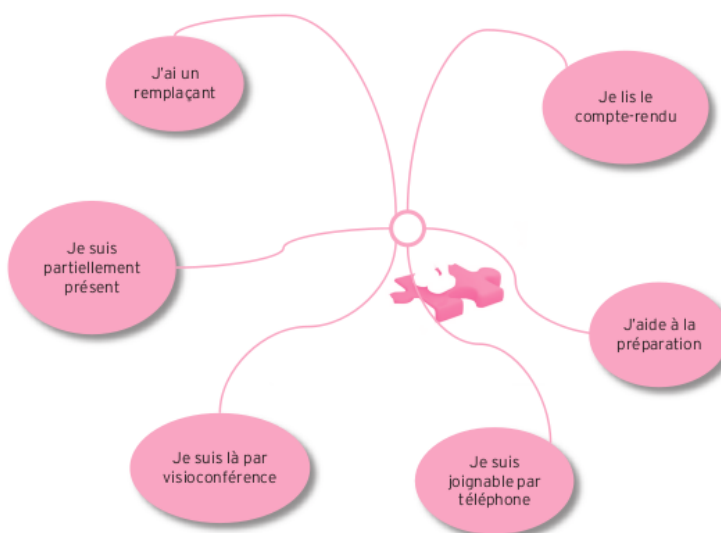 J'ai un
remplaçant
Je lis le
compte-rendu
Je suis
partiellement
présent
J'aide à la
préparation
Je suis là par
visioconférence
Je suis
joignable par
téléphone